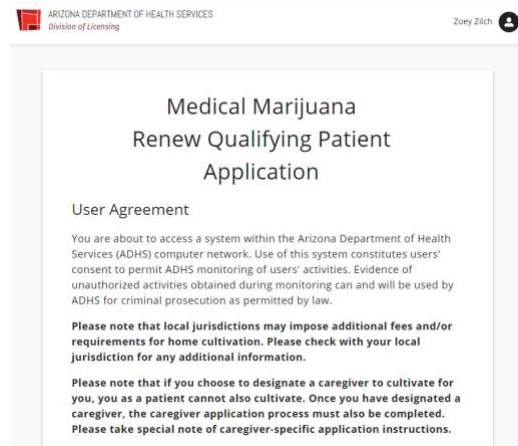 ARIZONA DEPARTMENT OF HEALTH SERVICES
Division of Licensing
Zoey Zilch
Medical Marijuana
Renew Qualifying Patient
Application
User Agreement
You are about to access a system within the Arizona Department of Health
Services (ADHS) computer network. Use of this system constitutes users'
consent to permit ADHS monitoring of users' activities. Evidence of
unauthorized activities obtained during monitoring can and will be used by
ADHS for criminal prosecution as permitted by law.
Please note that local jurisdictions may impose additional fees and/or
requirements for home cultivation. Please check with your local
jurisdiction for any additional information.
Please note that if you choose to designate a caregiver to cultivate for
you, you as a patient cannot also cultivate. Once you have designated a
caregiver, the caregiver application process must also be completed.
Please take special note of caregiver-specific application instructions.